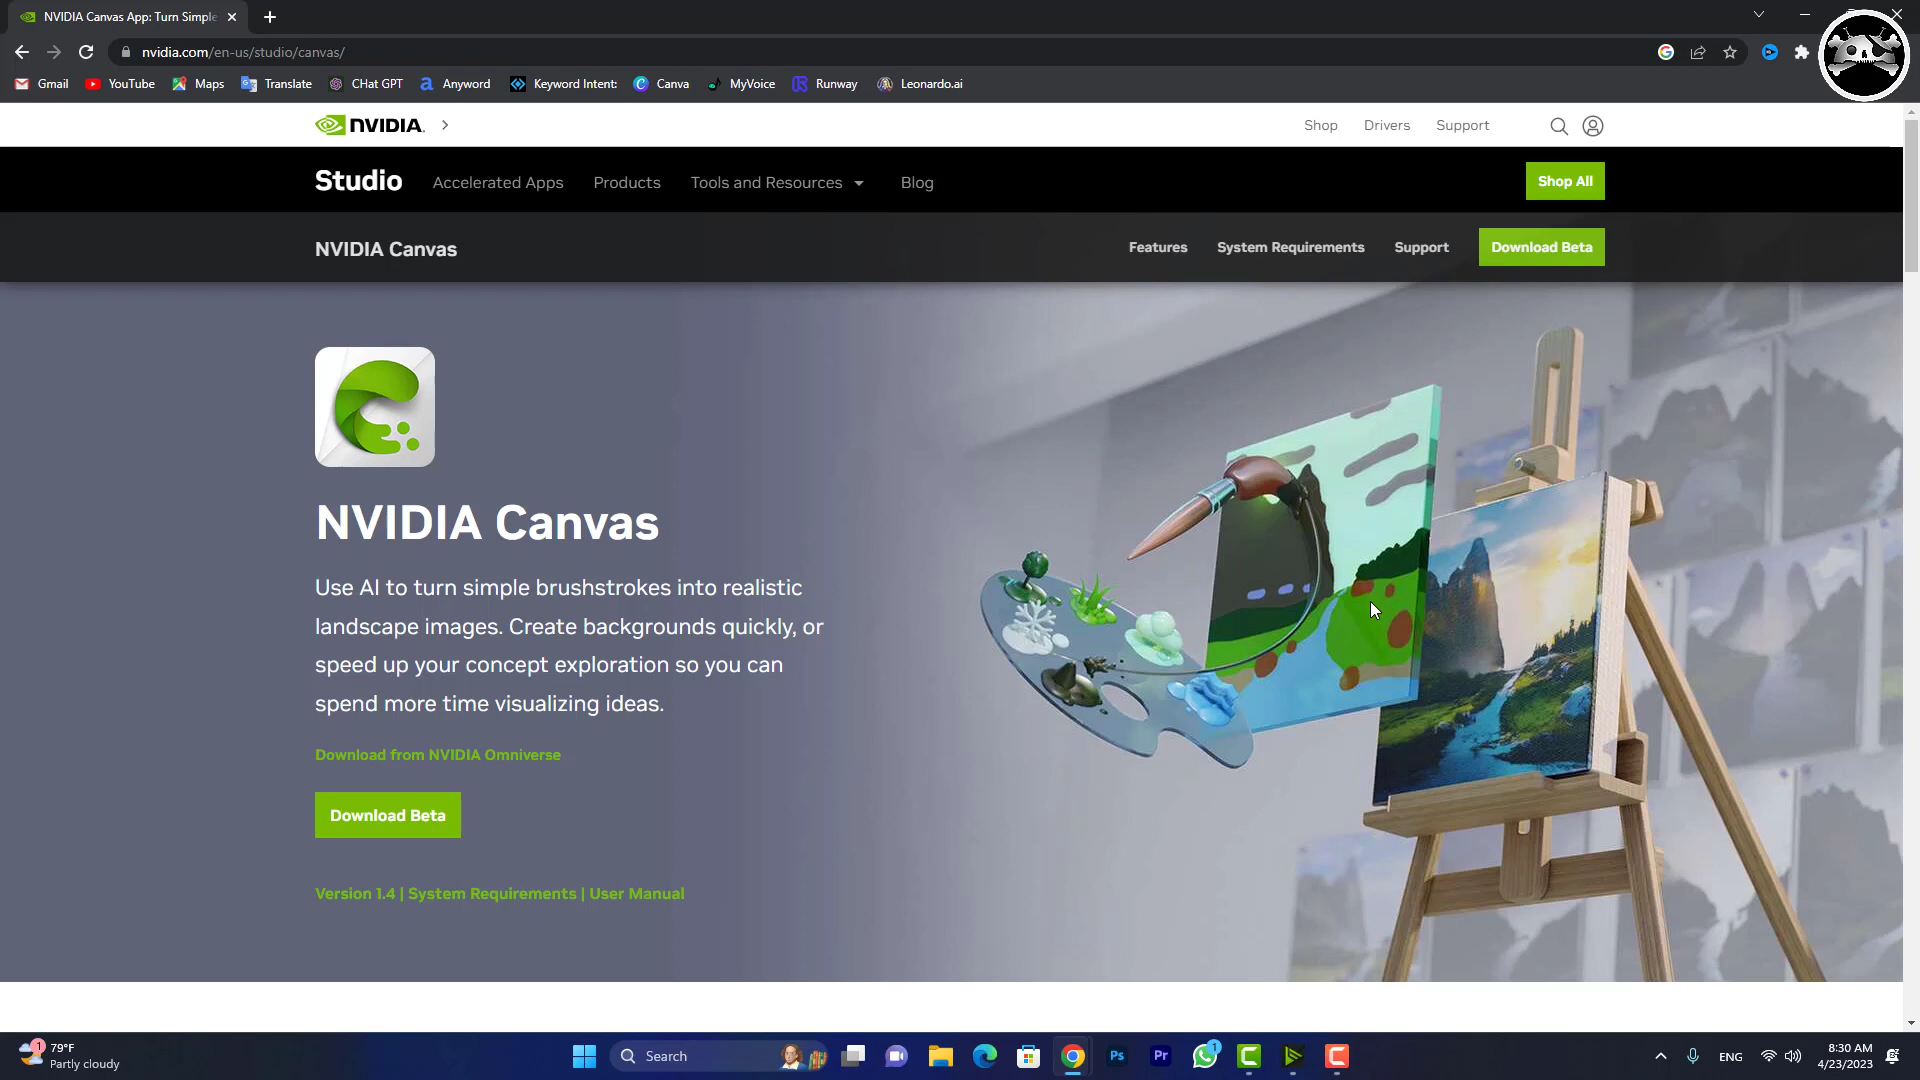 NVIDIA Canvas App: Turn Simple
nvidia.com/en-us/studio/canvas/
Gmail
YouTube
Maps
Translate
CHat GPT
Anyword
Keyword Intent:
Canva
MyVoice
Runway
Leonardo.ai
NVIDIA.
Shop
Drivers
Support
Studio
Accelerated Apps
Products
Tools and Resources
Blog
Shop All
NVIDIA Canvas
Features
System Requirements
Support
Download Beta
NVIDIA Canvas
Use AI to turn simple brushstrokes into realistic
landscape images. Create backgrounds quickly, or
speed up your concept exploration so you can
spend more time visualizing ideas.
Download from NVIDIA Omniverse
Download Beta
Version 1.4 | System Requirements | User Manual
1
79°F
Partly cloudy
Search
Ps
Pr
1
ENG
8:30 AM
4/23/2023